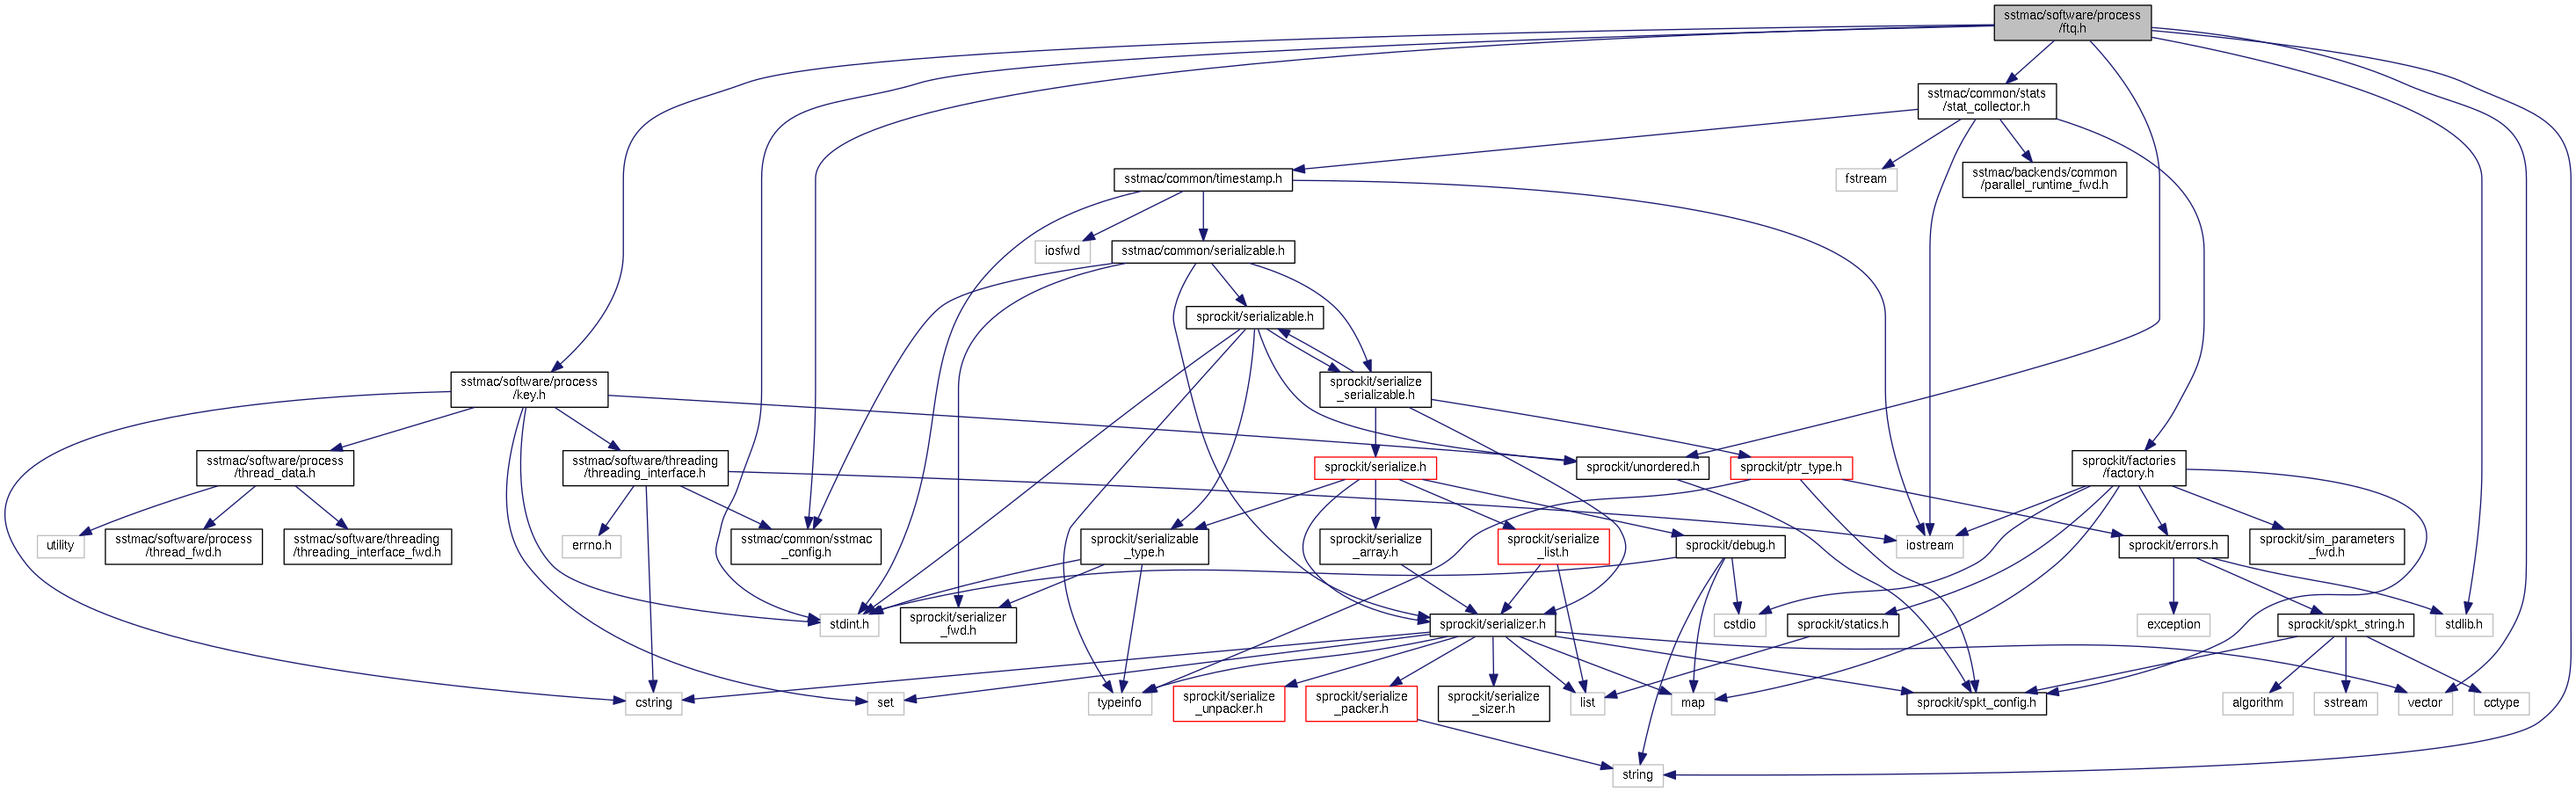 sstmac/software/process
/ftq.h
sstmac/common/stats
/stat_collector.h
sstmac/common/timestamp.h
fstream
sstmac/backends/common
/parallel_runtime_fwd.h
iosfwd
sstmac/common/serializable.h
sprockit/serializable.h
sstmac/software/process
/key.h
sprockit/serialize
_serializable.h
sstmac/software/process
/thread_data.h
sstmac/software/threading
/threading_interface.h
sprockit/serialize.h
sprockit/unordered.h
sprockit/ptr_type.h
sprockit/factories
/factory.h
utility
sstmac/software/process
/thread_fwd.h
sstmac/software/threading
/threading_interface_fwd.h
errno.h
sstmac/common/sstmac
_config.h
sprockit/serializable
_type.h
sprockit/serialize
_array.h
sprockit/serialize
_list.h
sprockit/debug.h
iostream
sprockit/errors.h
sprockit/sim_parameters
_fwd.h
stdint.h
sprockit/serializer
_fwd.h
sprockit/serializer.h
cstdio
sprockit/statics.h
exception
sprockit/spkt_string.h
stdlib.h
cstring
set
typeinfo
sprockit/serialize
_unpacker.h
sprockit/serialize
_packer.h
sprockit/serialize
_sizer.h
list
map
sprockit/spkt_config.h
algorithm
sstream
vector
cctype
string